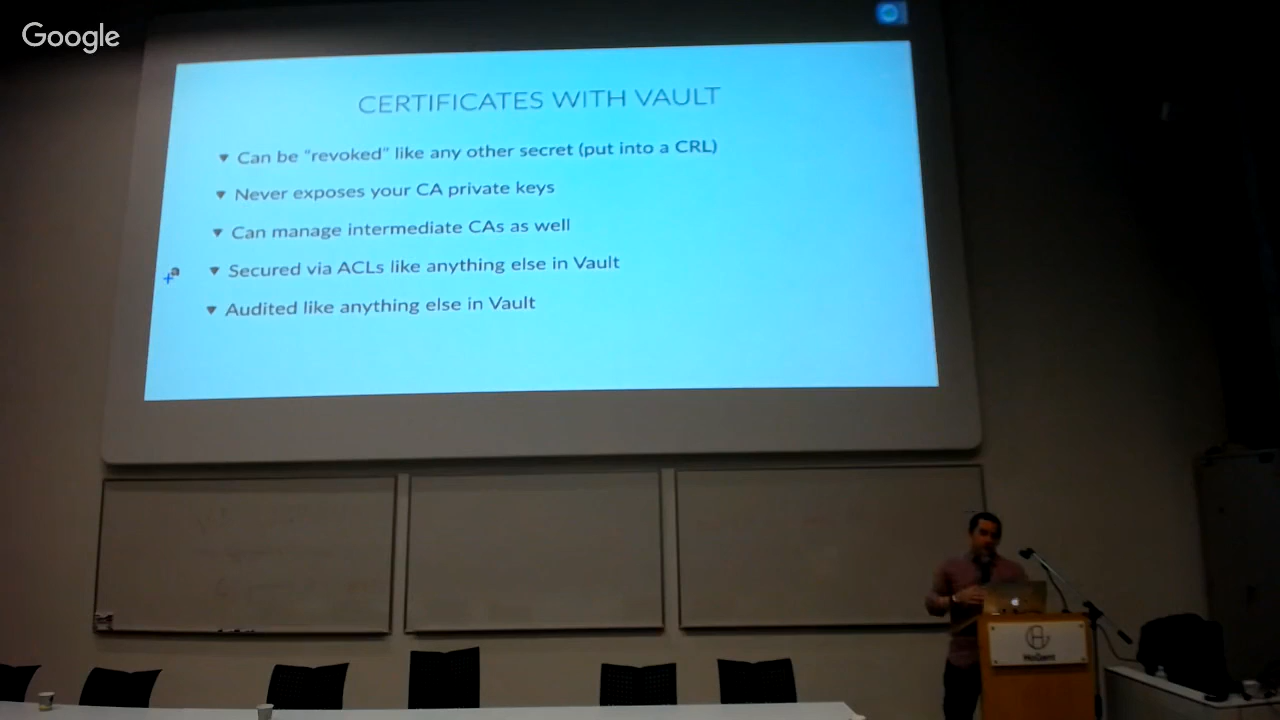 Google
CERTIFICATES WITH VAULT
Can be “revoked” like any other secret (put into a CRL)
Never exposes your CA private keys
Can manage intermediate CAs as well
Secured via ACLs like anything else in Vault
Audited like anything else in Vault
a
HoGent